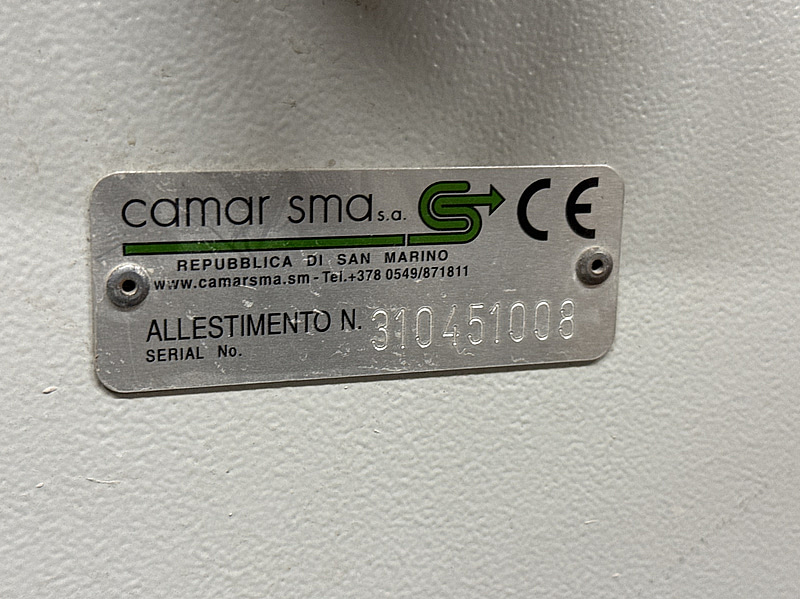 camar sma s.a. CE
REPUBBLICA DI SAN MARINO
www.camarsma.sm - Tel.+378 0549/871811
ALLESTIMENTO N. 310451008
SERIAL No.